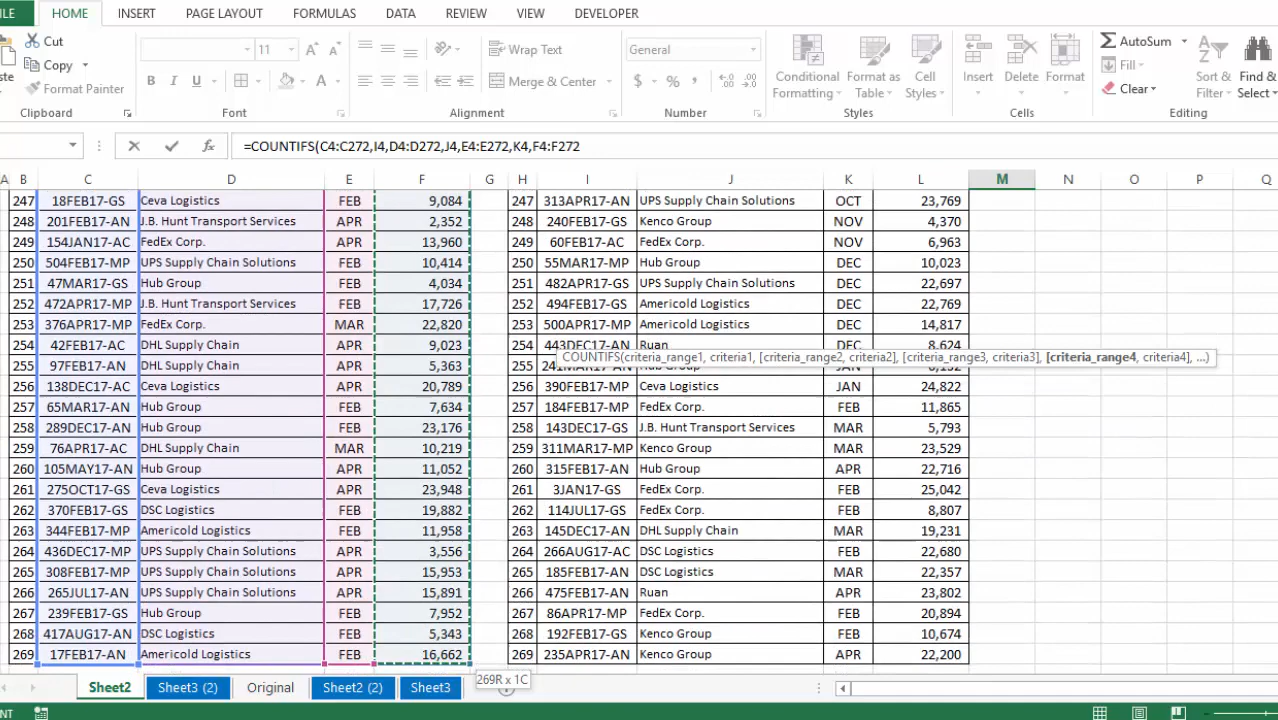 FILE HOME INSERT PAGE LAYOUT FORMULAS DATA REVIEW VIEW DEVELOPER
Cut 11 Wrap Text General AutoSum
Copy Conditional Format as Cell Insert Delete Format Fill Sort & Find &
Format Painter B I U Merge & Center $ % Formatting Table Styles Clear Filter Select
Clipboard Font Alignment Number Styles Cells Editing
=COUNTIFS(C4:C272,I4,D4:D272,J4,E4:E272,K4,F4:F272
A B C D E F G H I J K L M N O P Q
247 18FEB17-GS Ceva Logistics FEB 9,084 247 313APR17-AN UPS Supply Chain Solutions OCT 23,769
248 201FEB17-AN J.B. Hunt Transport Services APR 2,352 248 240FEB17-GS Kenco Group NOV 4,370
249 154JAN17-AC FedEx Corp. APR 13,960 249 60FEB17-AC FedEx Corp. NOV 6,963
250 504FEB17-MP UPS Supply Chain Solutions FEB 10,414 250 55MAR17-MP Hub Group DEC 10,023
251 47MAR17-GS Hub Group FEB 4,034 251 482APR17-MP UPS Supply Chain Solutions DEC 22,697
252 472APR17-MP J.B. Hunt Transport Services FEB 17,726 252 494FEB17-GS Americold Logistics DEC 22,769
253 376APR17-MP FedEx Corp. MAR 22,820 253 500APR17-MP Americold Logistics DEC 14,817
254 42FEB17-AC DHL Supply Chain APR 9,023 254 443DEC17-AP Ruan DEC 8,624
COUNTIFS(criteria_range1, criteria1, [criteria_range2, criteria2], [criteria_range3, criteria3], [criteria_range4, criteria4], ...)
255 97FEB17-AN DHL Supply Chain APR 5,363 255
256 138DEC17-AC Ceva Logistics APR 20,789 256 390FEB17-MP Ceva Logistics JAN 24,822
257 65MAR17-AN Hub Group FEB 7,634 257 184FEB17-MP FedEx Corp. FEB 11,865
258 289DEC17-AN Hub Group FEB 23,176 258 143DEC17-GS J.B. Hunt Transport Services MAR 5,793
259 76APR17-AC DHL Supply Chain MAR 10,219 259 311MAR17-MP Kenco Group MAR 23,529
260 105MAY17-AN Hub Group APR 11,052 260 315FEB17-AN Hub Group APR 22,716
261 275OCT17-GS Ceva Logistics APR 23,948 261 3JAN17-GS FedEx Corp. FEB 25,042
262 370FEB17-GS DSC Logistics FEB 19,882 262 114JUL17-GS FedEx Corp. FEB 8,807
263 344FEB17-MP Americold Logistics FEB 11,958 263 145DEC17-AN DHL Supply Chain MAR 19,231
264 436DEC17-MP UPS Supply Chain Solutions APR 3,556 264 266AUG17-AC DSC Logistics FEB 22,680
265 308FEB17-MP UPS Supply Chain Solutions APR 15,953 265 185FEB17-AN DSC Logistics MAR 22,357
266 265JUL17-AN UPS Supply Chain Solutions APR 15,891 266 475FEB17-AN Ruan FEB 23,802
267 239FEB17-GS Hub Group FEB 7,952 267 86APR17-MP FedEx Corp. FEB 20,894
268 417AUG17-AN DSC Logistics FEB 5,343 268 192FEB17-GS Kenco Group FEB 10,674
269 17FEB17-AN Americold Logistics FEB 16,662 269 235APR17-AN Kenco Group APR 22,200
269R x 1C
Sheet2 Sheet3 (2) Original Sheet2 (2) Sheet3